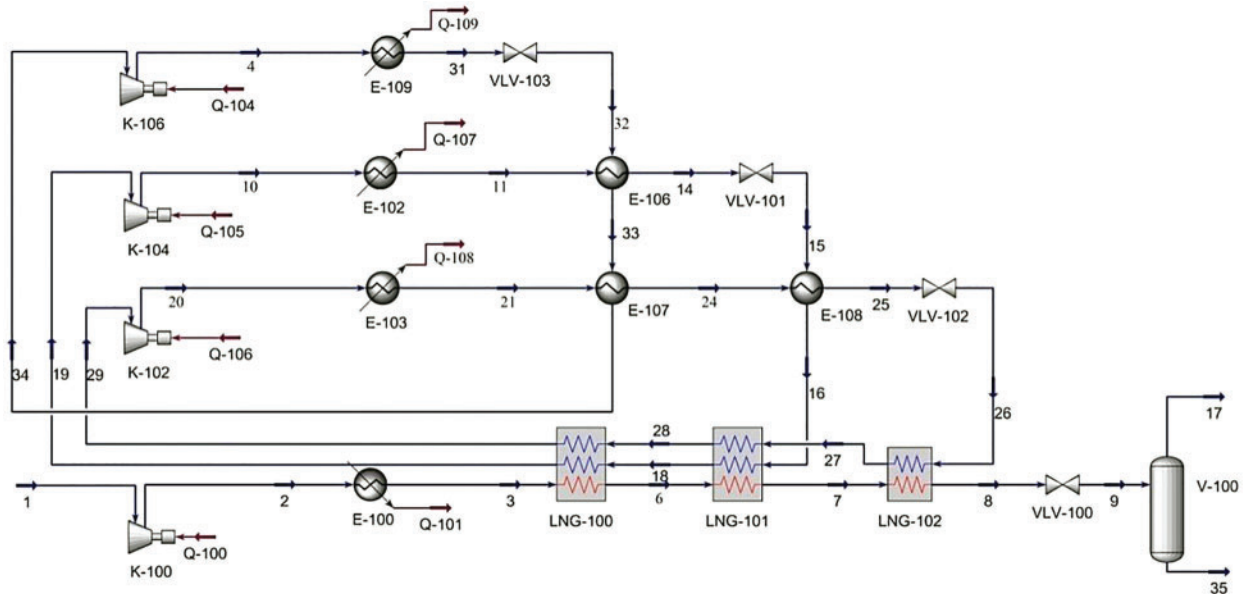 Q-109
4
31
E-109
VLV-103
Q-104
K-106
32
Q-107
10
11
14
E-102
E-106
VLV-101
Q-105
K-104
33
15
Q-108
20
21
24
25
E-103
E-107
E-108
VLV-102
Q-106
K-102
34
19
29
16
26
17
28
27
18
1
2
3
6
7
8
9
E-100
Q-101
LNG-100
LNG-101
LNG-102
VLV-100
V-100
Q-100
K-100
35